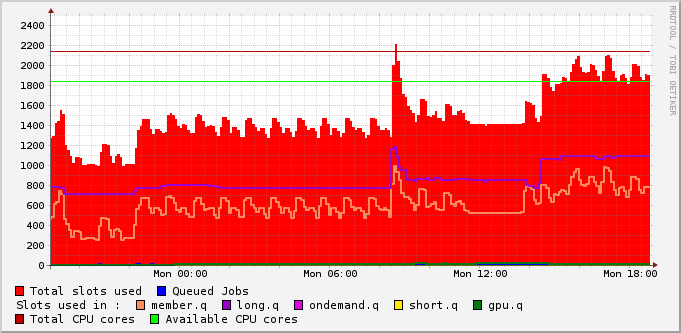 2400
2200
2000
1800
1600
1400
1200
1000
800
600
400
200
0
Mon 00:00 Mon 06:00 Mon 12:00 Mon 18:00
Total slots used Queued Jobs
Slots used in : member.q long.q ondemand.q short.q gpu.q
Total CPU cores Available CPU cores
RRDTOOL / TOBI OETIKER